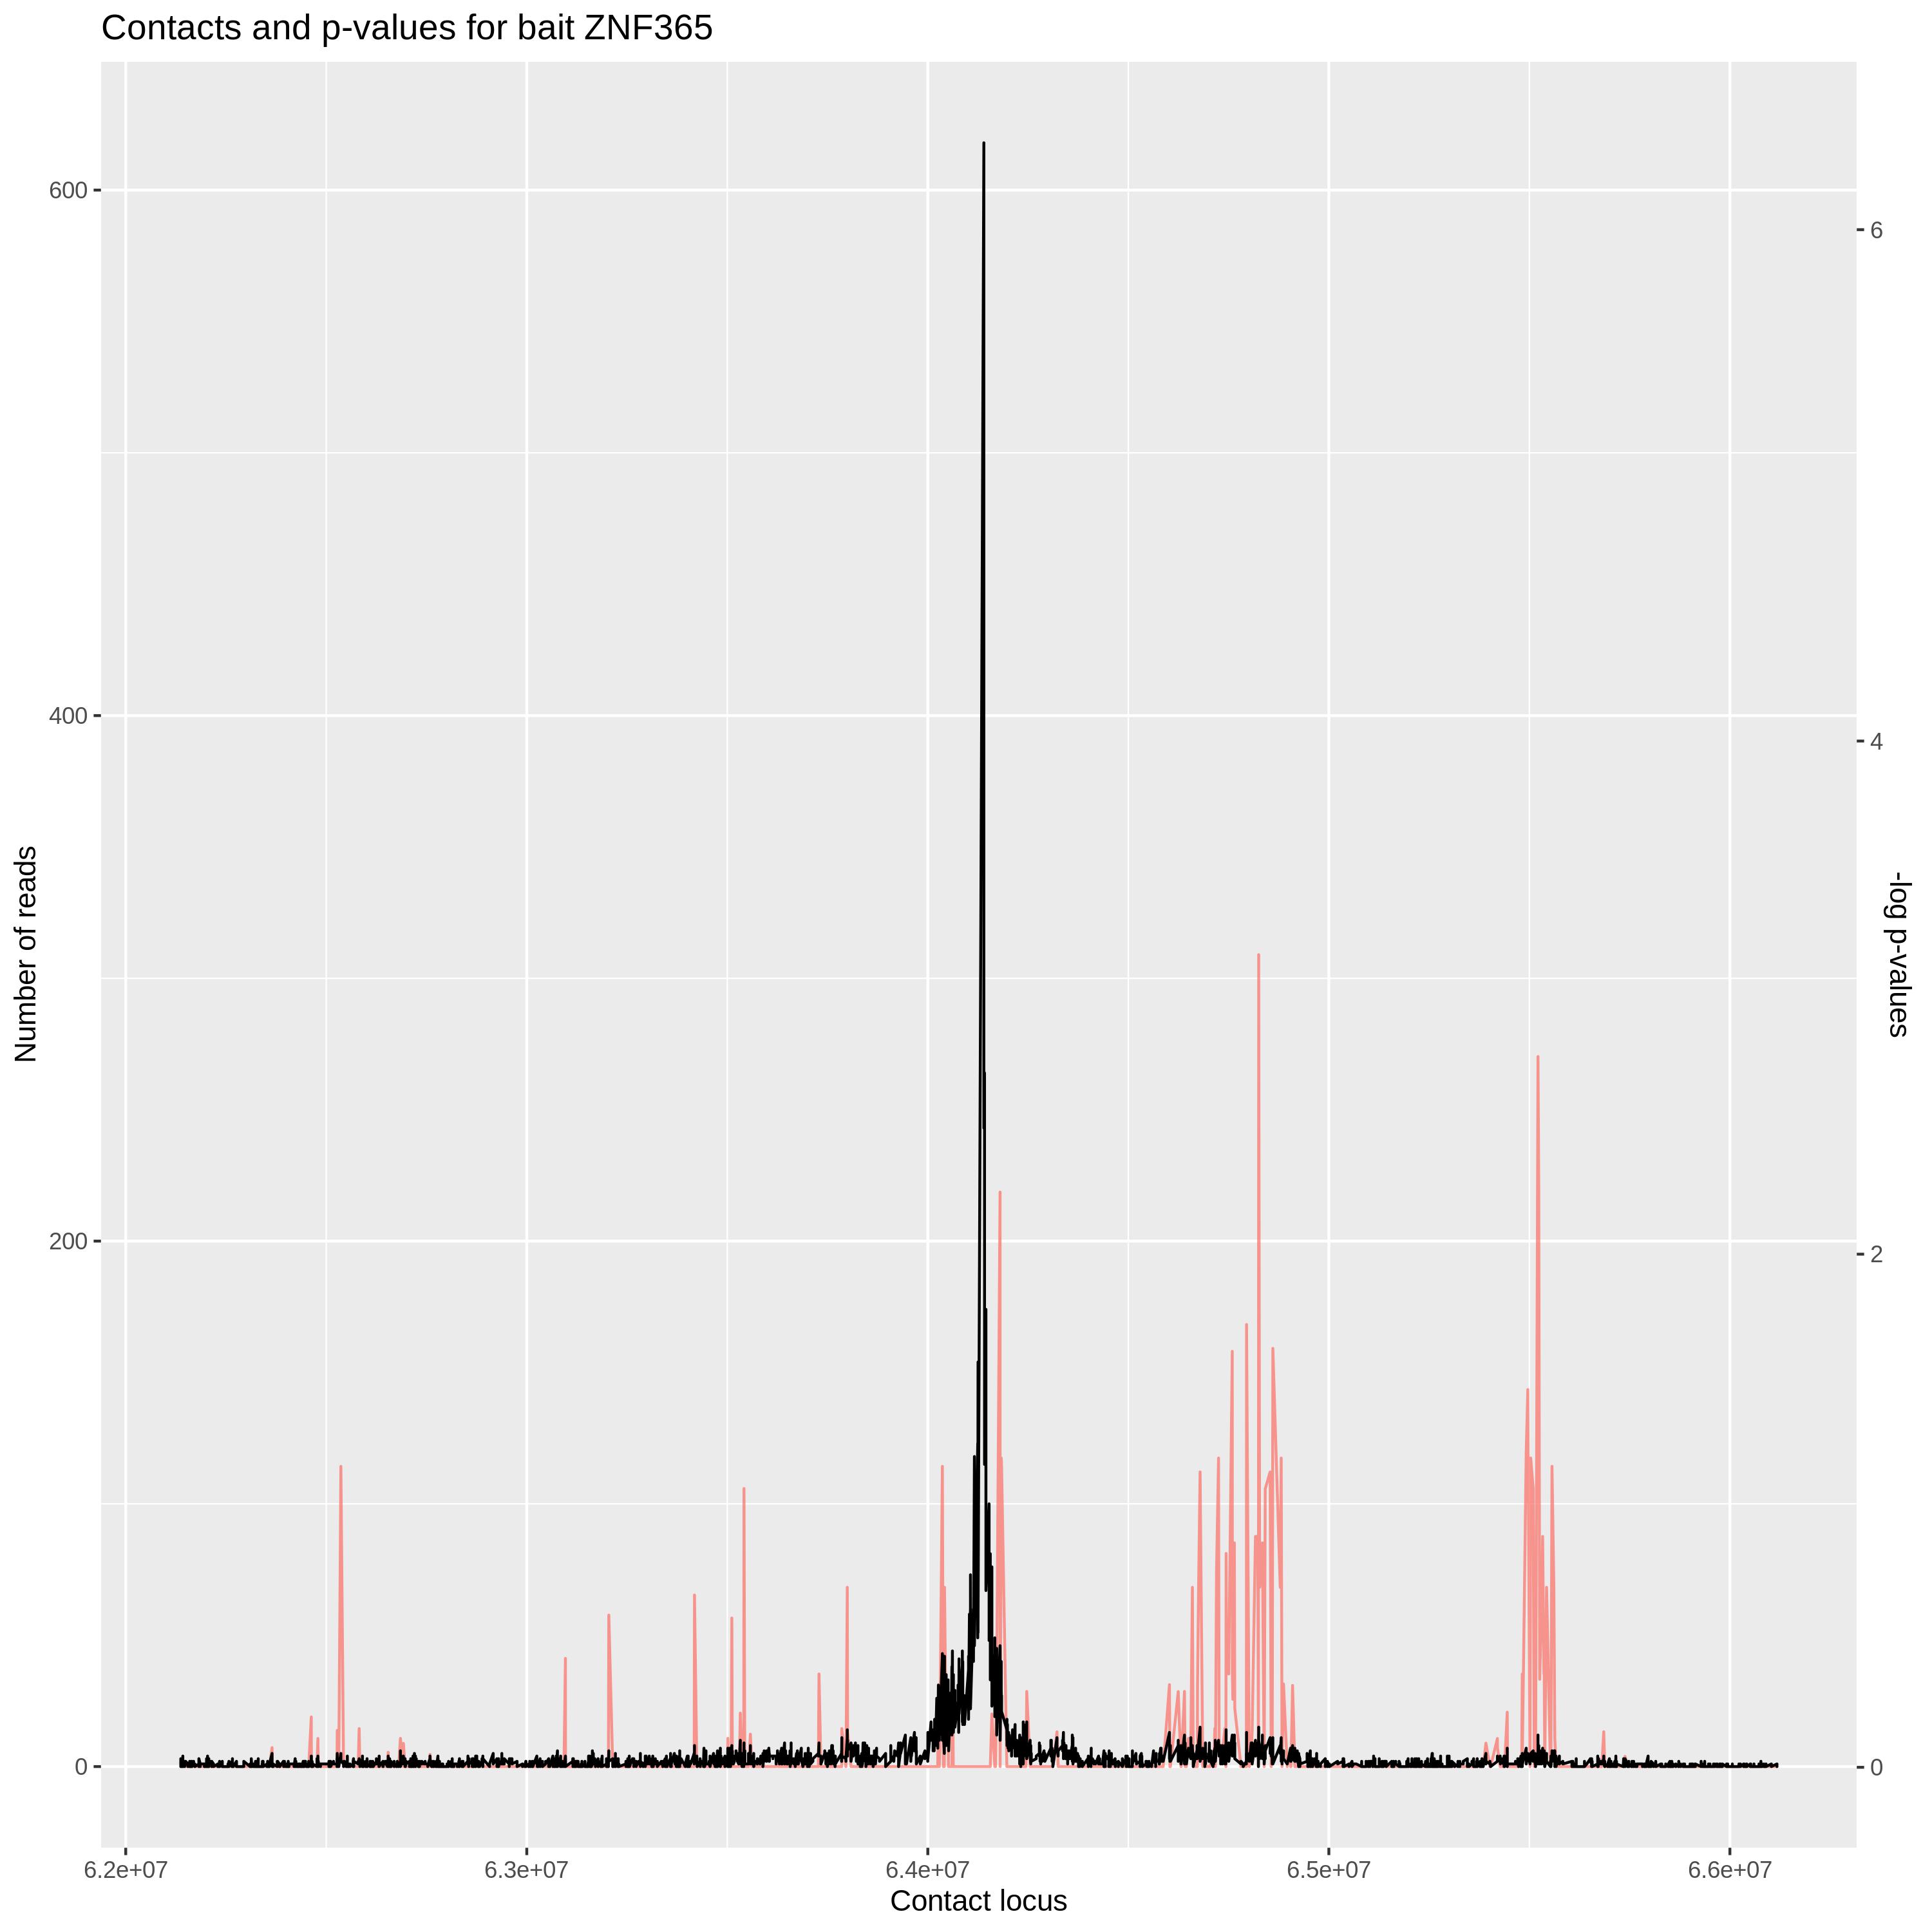 Contacts and p-values for bait ZNF365
600
400
200
0
6
4
2
0
Number of reads
-log p-values
6.2e+07
6.3e+07
6.4e+07
6.5e+07
6.6e+07
Contact locus